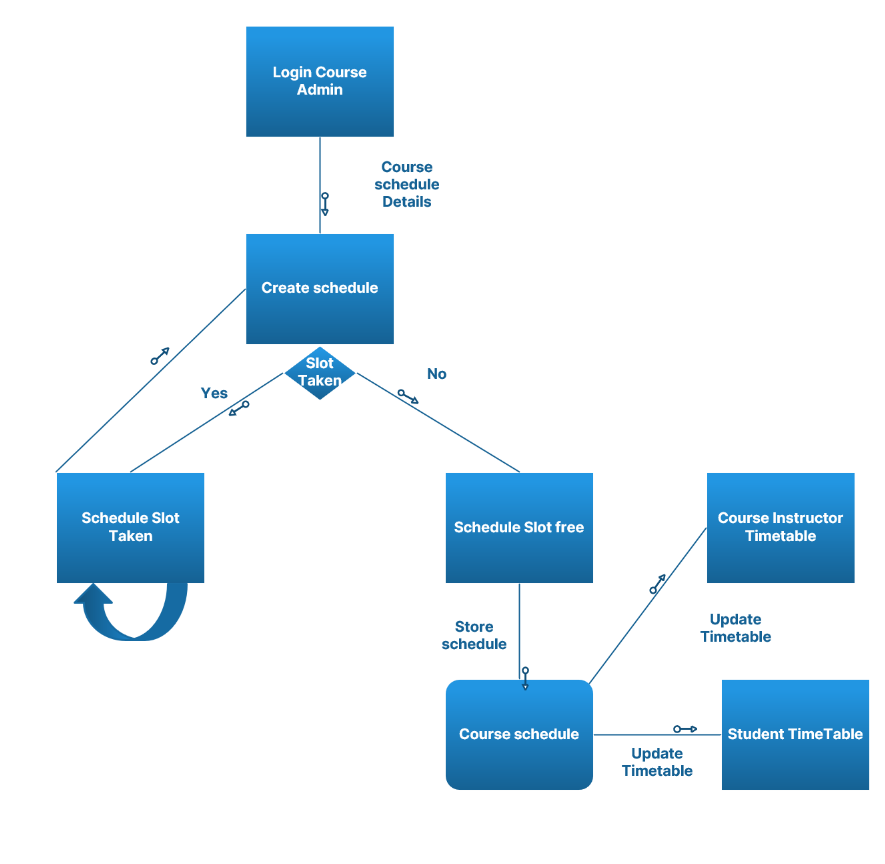 Login Course
Admin
Course
schedule
Details
Create schedule
Slot
Taken
Yes
No
Schedule Slot
Taken
Schedule Slot free
Course Instructor
Timetable
Store
schedule
Update
Timetable
Course schedule
Student TimeTable
Update
Timetable